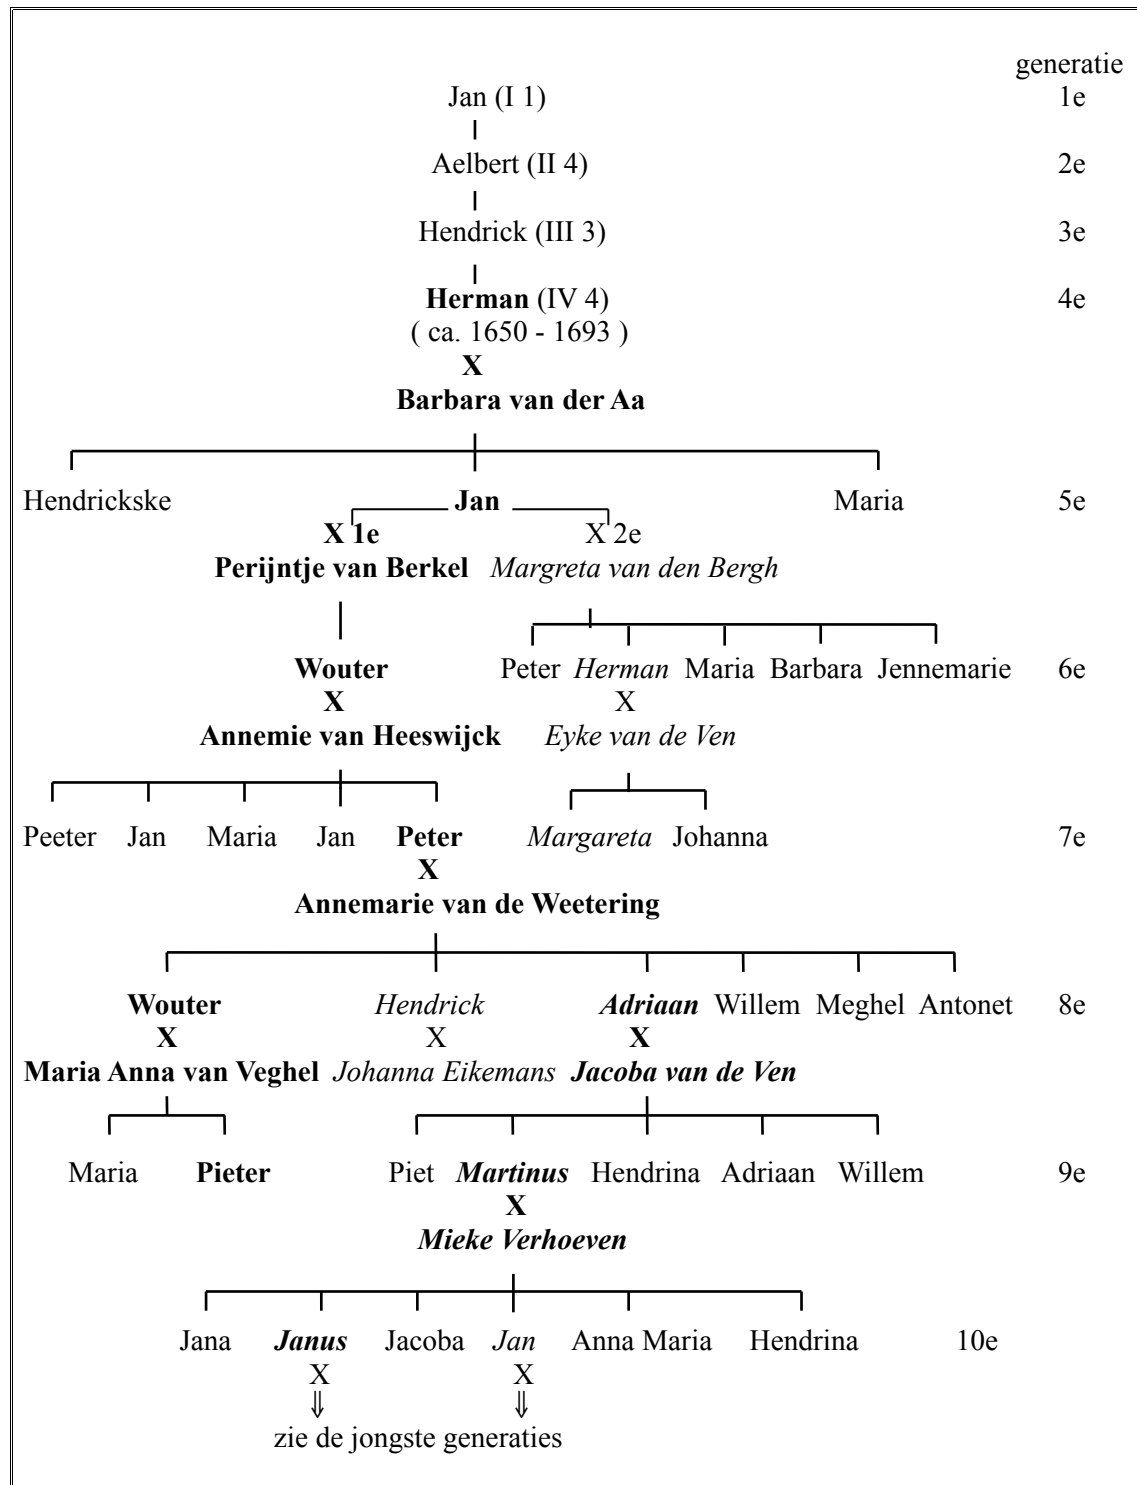 generatie
Jan (I 1) 1e
Aelbert (II 4) 2e
Hendrick (III 3) 3e
Herman (IV 4) 4e
( ca. 1650 - 1693 )
X
Barbara van der Aa
Hendrickske Jan Maria 5e
X 1e X 2e
Perijntje van Berkel Margreta van den Bergh
Wouter Peter Herman Maria Barbara Jennemarie 6e
X X
Annemie van Heeswijck Eyke van de Ven
Peeter Jan Maria Jan Peter Margareta Johanna 7e
X
Annemarie van de Weetering
Wouter Hendrick Adriaan Willem Meghel Antonet 8e
X X X
Maria Anna van Veghel Johanna Eikemans Jacoba van de Ven
Maria Pieter Piet Martinus Hendrina Adriaan Willem 9e
X
Mieke Verhoeven
Jana Janus Jacoba Jan Anna Maria Hendrina 10e
X X
⇓ ⇓
zie de jongste generaties